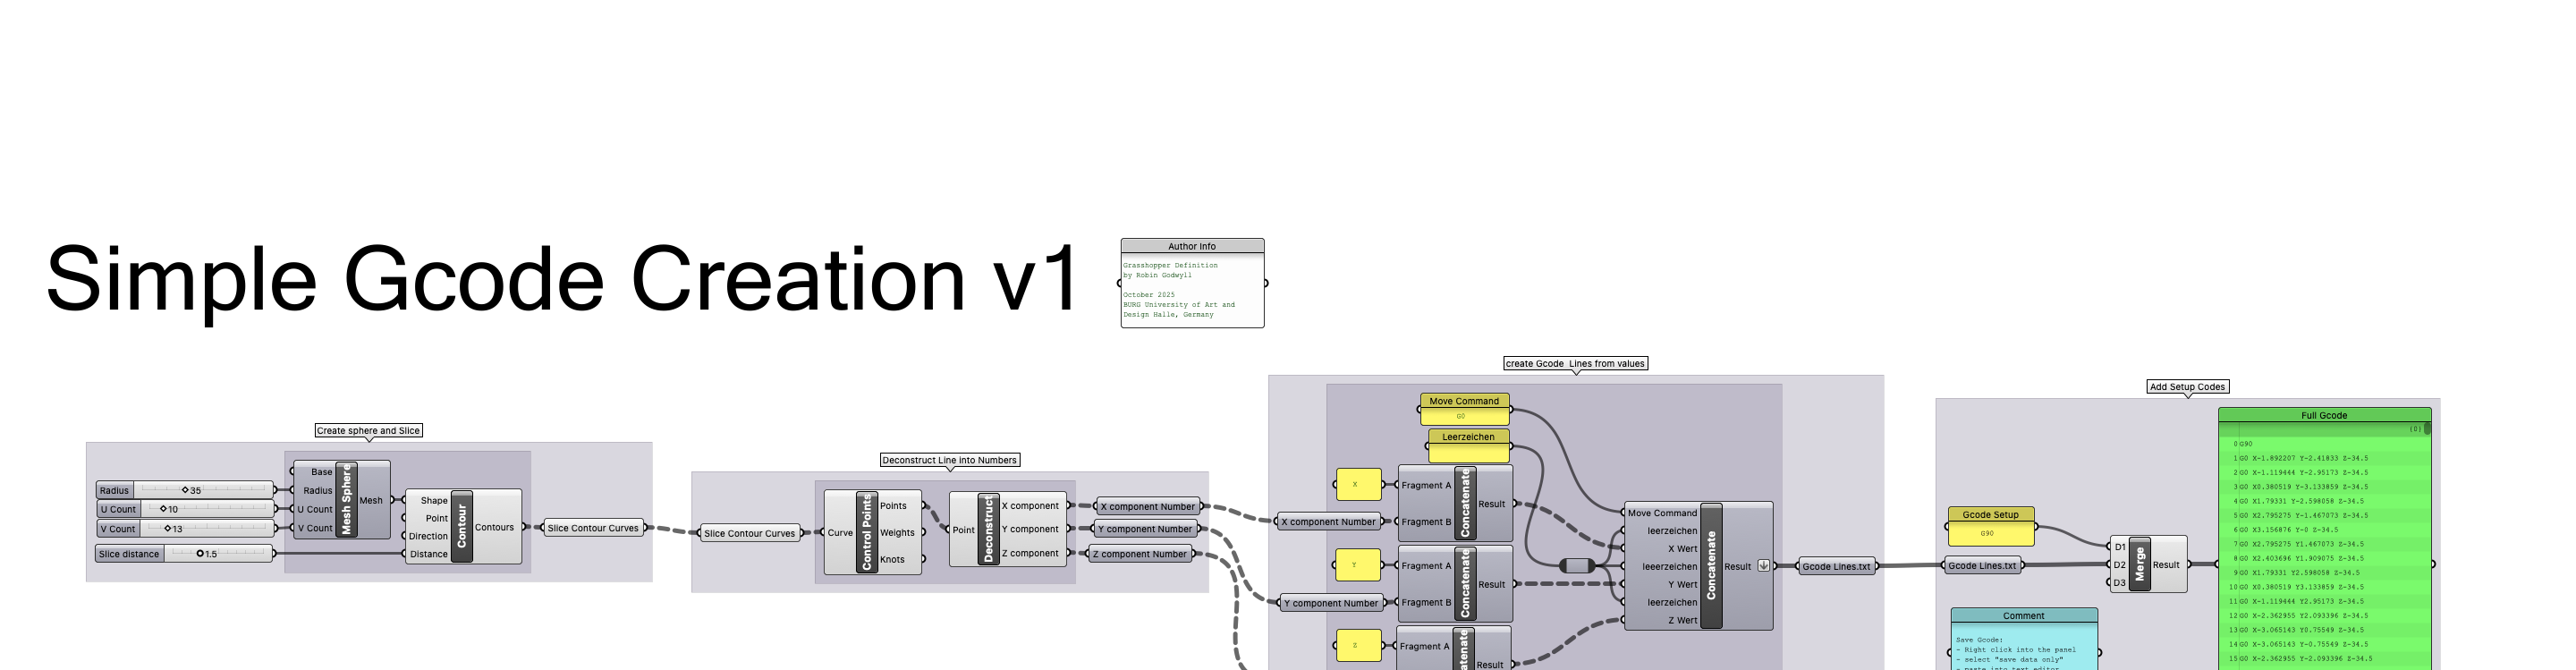 Simple Gcode Creation v1
Author Info
Grasshopper Definition
by Robin Godwyll
October 2025
BURG University of Art and
Design Halle, Germany
Create sphere and Slice
Radius 35
U Count 10
V Count 13
Slice distance 1.5
Base
Radius
U Count
V Count
Mesh Sphere
Mesh
Shape
Point
Direction
Distance
Contour
Contours
Slice Contour Curves
Deconstruct Line into Numbers
Slice Contour Curves
Curve
Control Points
Points
Weights
Knots
Point
Deconstruct
X component
Y component
Z component
X component Number
Y component Number
Z component Number
create Gcode Lines from values
Move Command
G0
Leerzeichen
X component Number
X
Fragment A
Fragment B
Concatenate
Result
Y component Number
Y
Fragment A
Fragment B
Concatenate
Result
Z
Fragment A
Result
Move Command
leerzeichen
X Wert
leeerzeichen
Y Wert
leerzeichen
Z Wert
Concatenate
Result
Gcode Lines.txt
Add Setup Codes
Gcode Setup
G90
Gcode Lines.txt
D1
D2
D3
Merge
Result
Comment
Save Gcode:
- Right click into the panel
- select "save data only"
Full Gcode
{0}
0 G90
1 G0 X-1.892207 Y-2.41833 Z-34.5
2 G0 X-1.119444 Y-2.95173 Z-34.5
3 G0 X0.380519 Y-3.133859 Z-34.5
4 G0 X1.79331 Y-2.598058 Z-34.5
5 G0 X2.795275 Y-1.467073 Z-34.5
6 G0 X3.156876 Y-0 Z-34.5
7 G0 X2.795275 Y1.467073 Z-34.5
8 G0 X2.403696 Y1.909075 Z-34.5
9 G0 X1.79331 Y2.598058 Z-34.5
10 G0 X0.380519 Y3.133859 Z-34.5
11 G0 X-1.119444 Y2.95173 Z-34.5
12 G0 X-2.362955 Y2.093396 Z-34.5
13 G0 X-3.065143 Y0.75549 Z-34.5
14 G0 X-3.065143 Y-0.75549 Z-34.5
15 G0 X-2.362955 Y-2.093396 Z-34.5